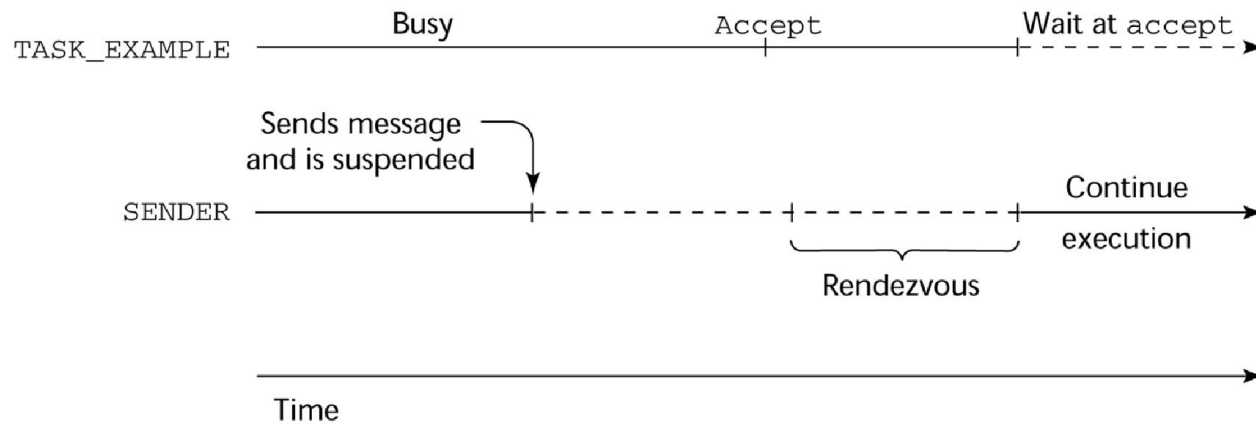 Busy
Accept
Wait at accept
TASK_EXAMPLE
Sends message
and is suspended
SENDER
Continue
execution
Rendezvous
Time